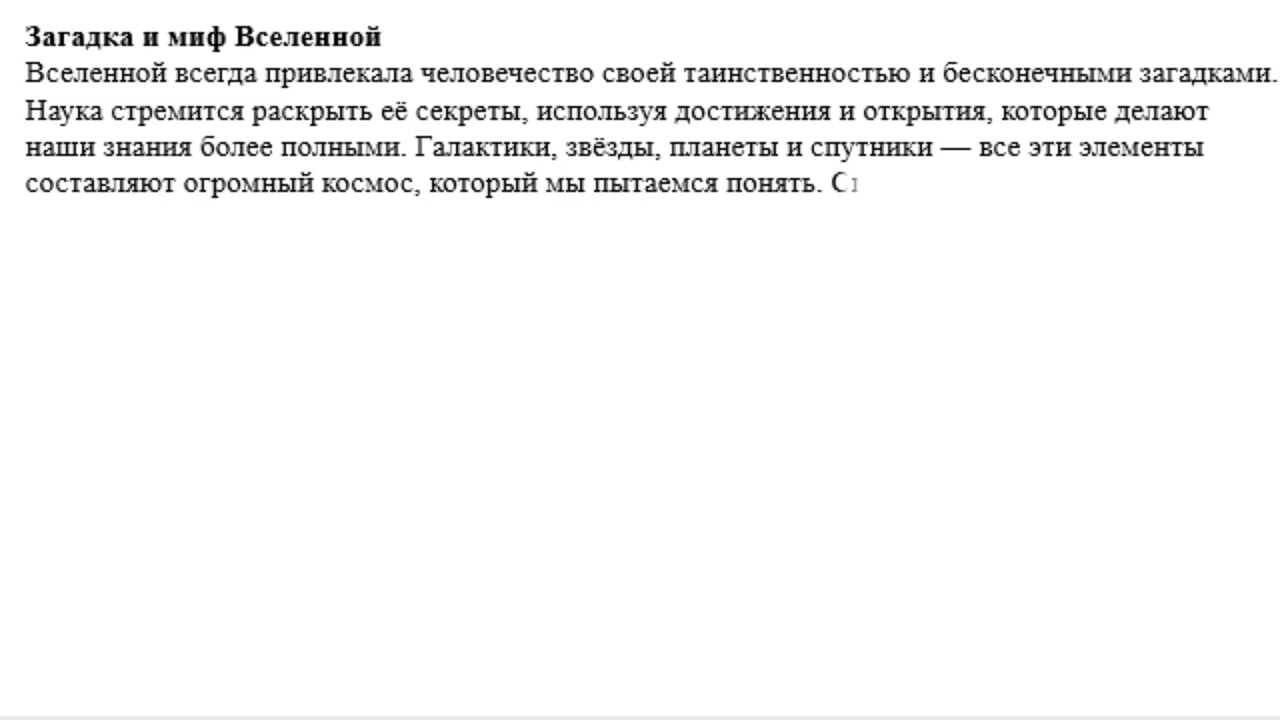 Загадка и миф Вселенной
Вселенной всегда привлекала человечество своей таинственностью и бесконечными загадками.
Наука стремится раскрыть её секреты, используя достижения и открытия, которые делают
наши знания более полными. Галактики, звёзды, планеты и спутники — все эти элементы
составляют огромный космос, который мы пытаемся понять.